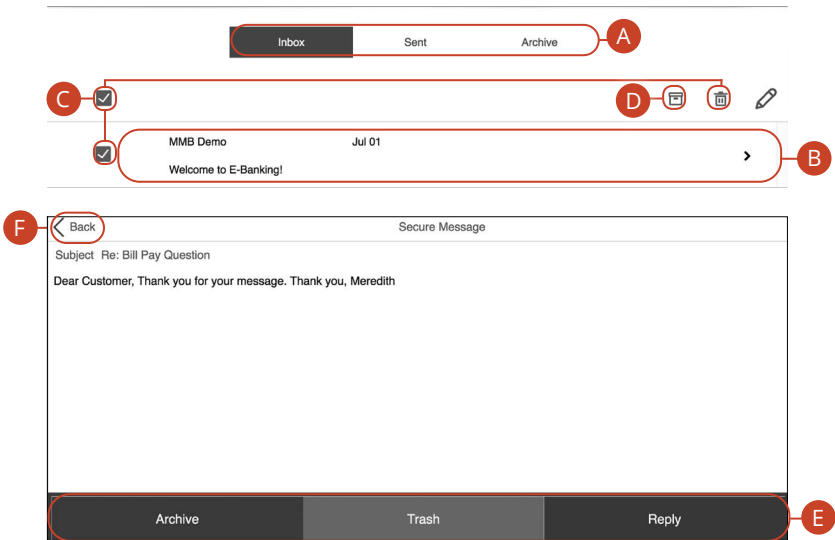 Inbox Sent Archive A
C D
MMB Demo Jul 01
Welcome to E-Banking! B
F Back Secure Message
Subject Re: Bill Pay Question
Dear Customer, Thank you for your message. Thank you, Meredith
Archive Trash Reply E